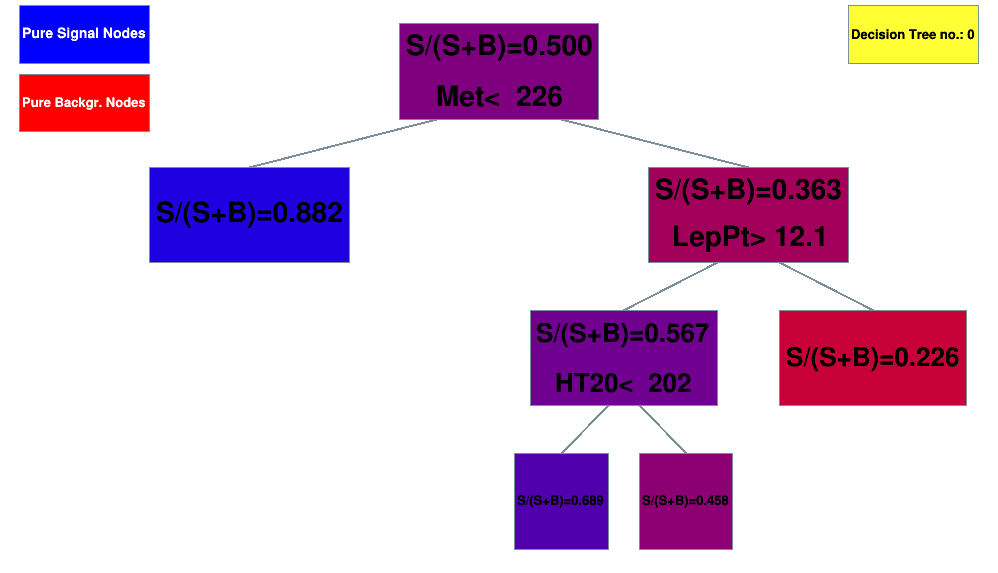 Pure Signal Nodes
Pure Backgr. Nodes
Decision Tree no.: 0
S/(S+B)=0.500
Met< 226
S/(S+B)=0.882
S/(S+B)=0.363
LepPt> 12.1
S/(S+B)=0.567
HT20< 202
S/(S+B)=0.226
S/(S+B)=0.689
S/(S+B)=0.458